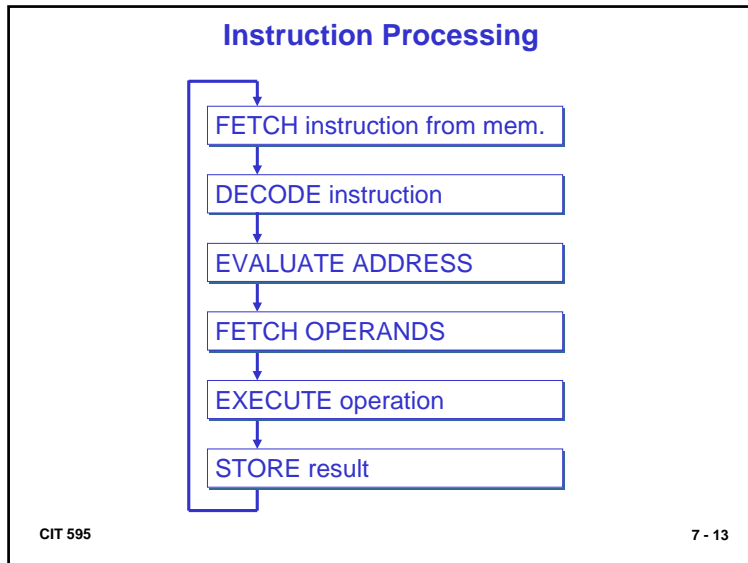 Instruction Processing
FETCH instruction from mem.
DECODE instruction
EVALUATE ADDRESS
FETCH OPERANDS
EXECUTE operation
STORE result
CIT 595
7 - 13